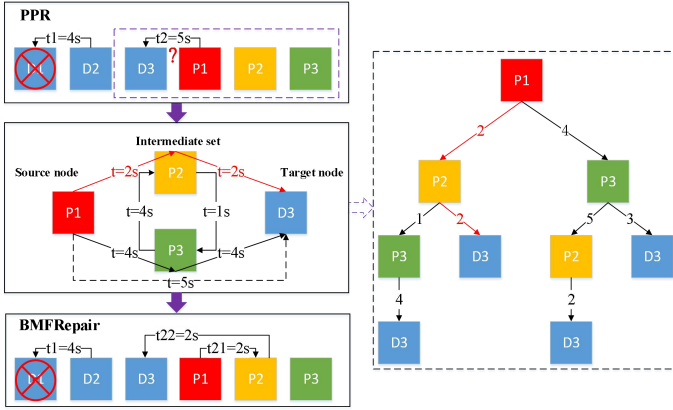 PPR
t1=4s
t2=5s
?
D2
D3
P1
P2
P3
Intermediate set
Source node
Target node
t=2s
P2
t=2s
P1
t=4s
t=1s
D3
P3
t=4s
t=4s
t=5s
BMFRepair
t22=2s
t1=4s
t21=2s
D2
D3
P1
P2
P3
P1
2
4
P2
P3
1
2
5
3
P3
D3
P2
D3
4
2
D3
D3